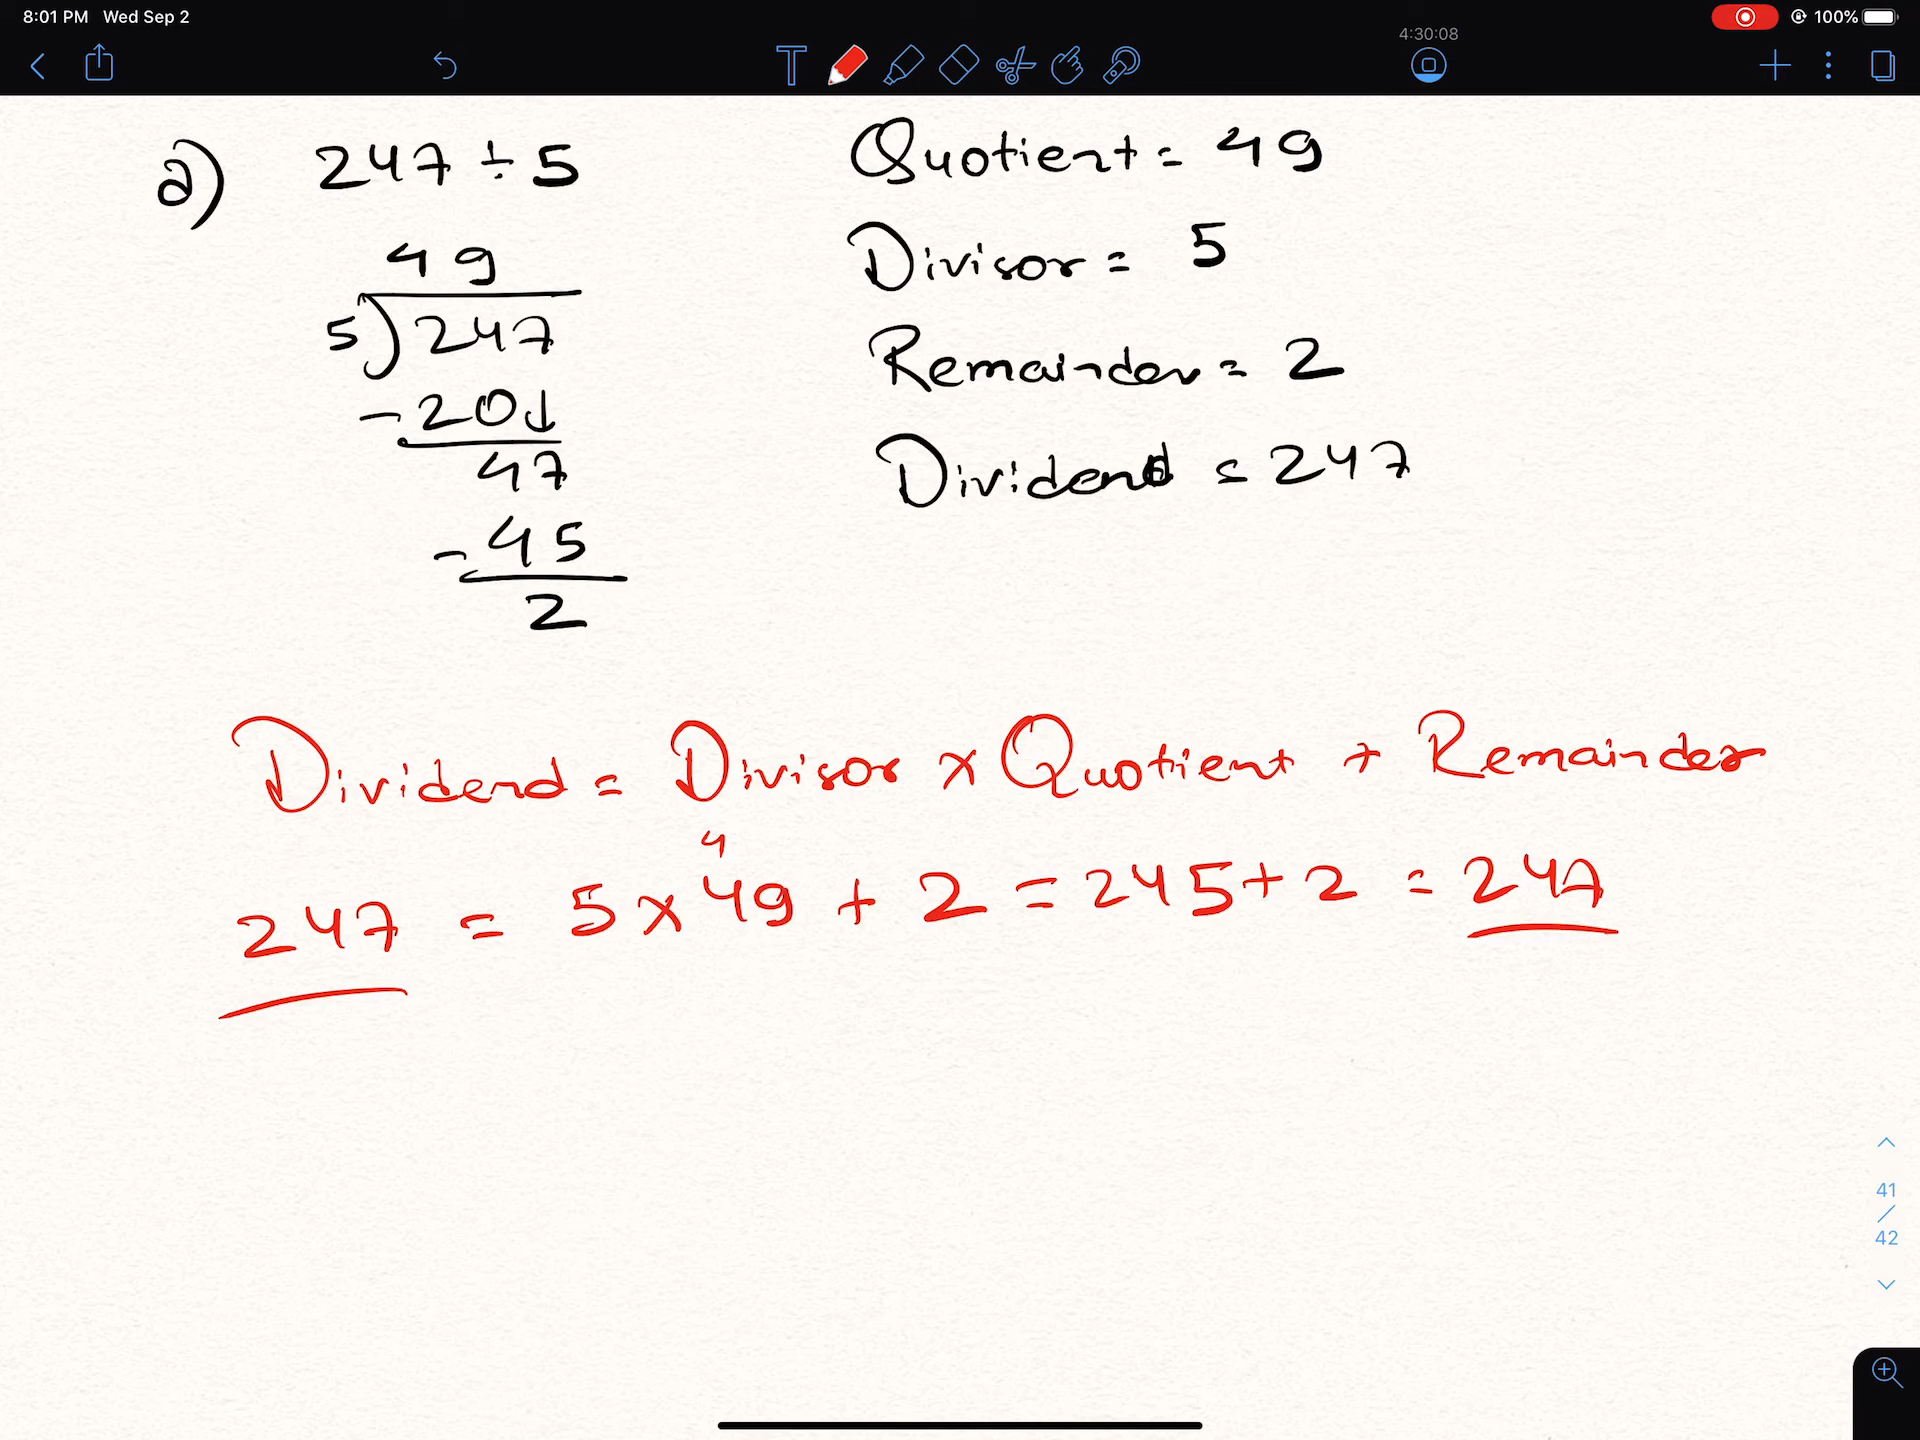 8:01 PM Wed Sep 2
100%
4:30:08
a) 247 ÷ 5
49
5)247
-20↓
47
-45
2
Quotient = 49
Divisor = 5
Remainder = 2
Dividend = 247
Dividend = Divisor x Quotient + Remainder
4
247 = 5 x 49 + 2 = 245 + 2 = 247
41
/
42